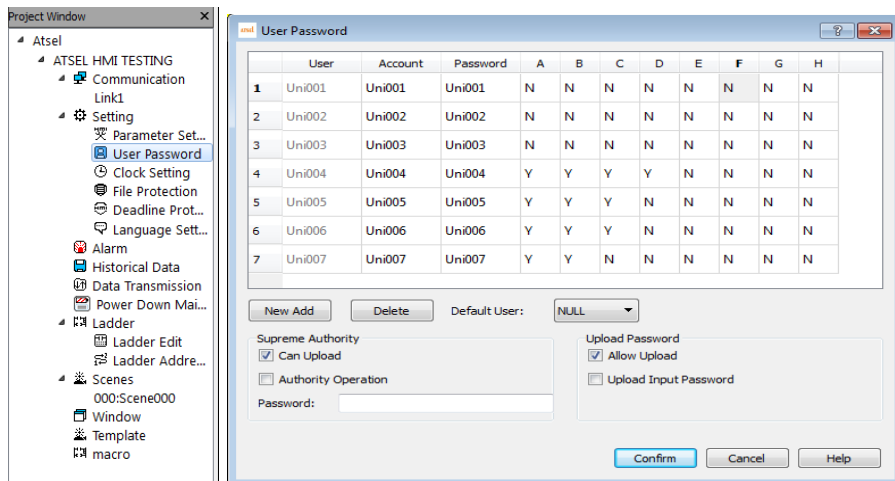 Project Window
Atsel
ATSEL HMI TESTING
Communication
Link1
Setting
Parameter Set...
User Password
Clock Setting
File Protection
Deadline Prot...
Language Sett...
Alarm
Historical Data
Data Transmission
Power Down Mai...
Ladder
Ladder Edit
Ladder Addre...
Scenes
000:Scene000
Window
Template
macro
User Password
User Account Password A B C D E F G H
1 Uni001 Uni001 Uni001 N N N N N N N N
2 Uni002 Uni002 Uni002 N N N N N N N N
3 Uni003 Uni003 Uni003 N N N N N N N N
4 Uni004 Uni004 Uni004 Y Y Y Y N N N N
5 Uni005 Uni005 Uni005 Y Y Y N N N N N
6 Uni006 Uni006 Uni006 Y Y Y N N N N N
7 Uni007 Uni007 Uni007 Y Y N N N N N N
New Add Delete Default User: NULL
Supreme Authority
Can Upload
Authority Operation
Password:
Upload Password
Allow Upload
Upload Input Password
Confirm Cancel Help